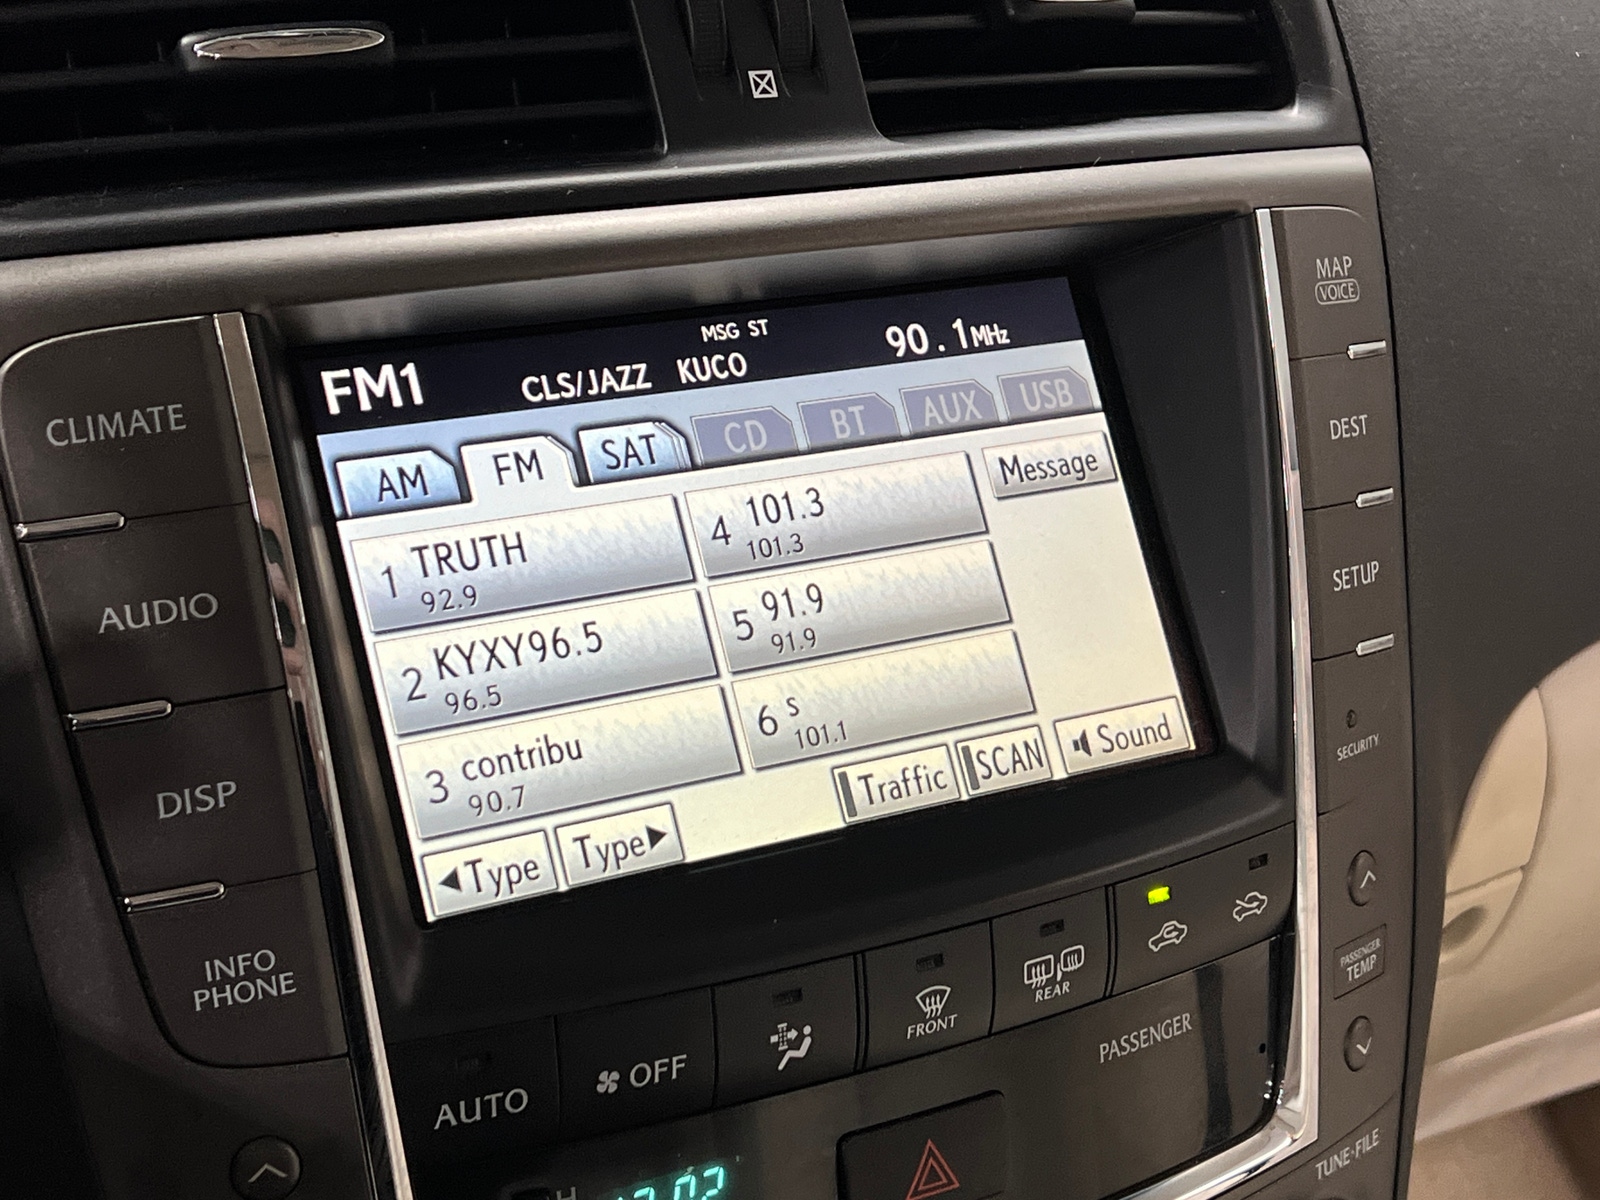 MAP
VOICE
DEST
SETUP
SECURITY
PASSENGER
TEMP
TUNE·FILE
CLIMATE
AUDIO
DISP
INFO
PHONE
MSG ST
FM1 CLS/JAZZ KUCO 90.1MHz
AM FM SAT CD BT AUX USB
Message
1 TRUTH
92.9
2 KYXY96.5
96.5
3 contribu
90.7
4 101.3
101.3
5 91.9
91.9
6 s
101.1
◀Type Type▶ Traffic SCAN Sound
AUTO OFF FRONT REAR
PASSENGER